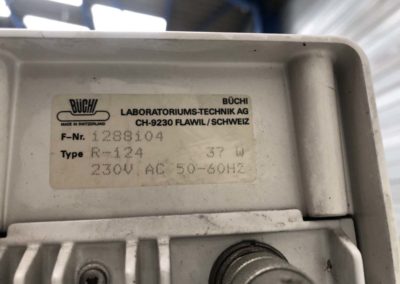 BÜCHI
MADE IN SWITZERLAND
BÜCHI
LABORATORIUMS-TECHNIK AG
CH-9230 FLAWIL/SCHWEIZ
F-Nr. i288i04
Type R-124 37 W
230V AC 50-60HZ